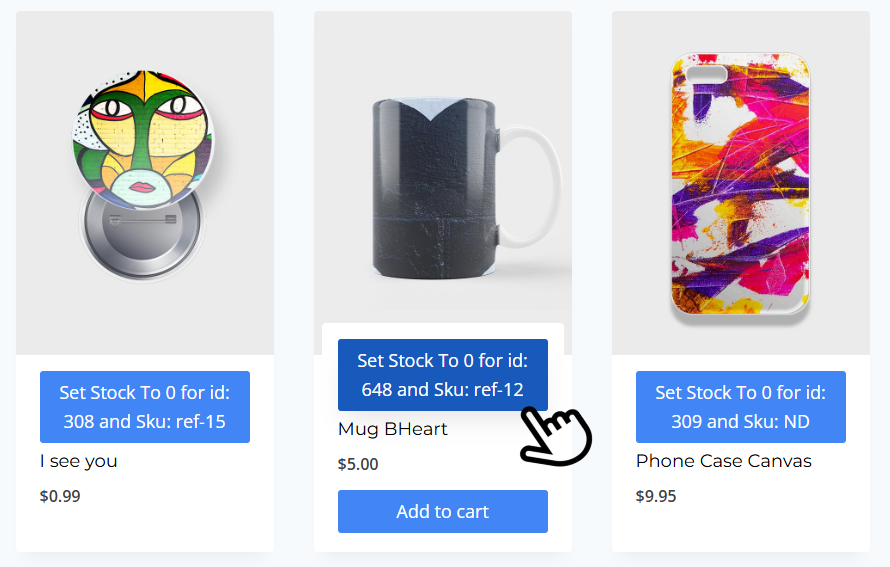 Set Stock To 0 for id:
308 and Sku: ref-15
I see you
$0.99
Set Stock To 0 for id:
648 and Sku: ref-12
Mug BHeart
$5.00
Add to cart
Set Stock To 0 for id:
309 and Sku: ND
Phone Case Canvas
$9.95